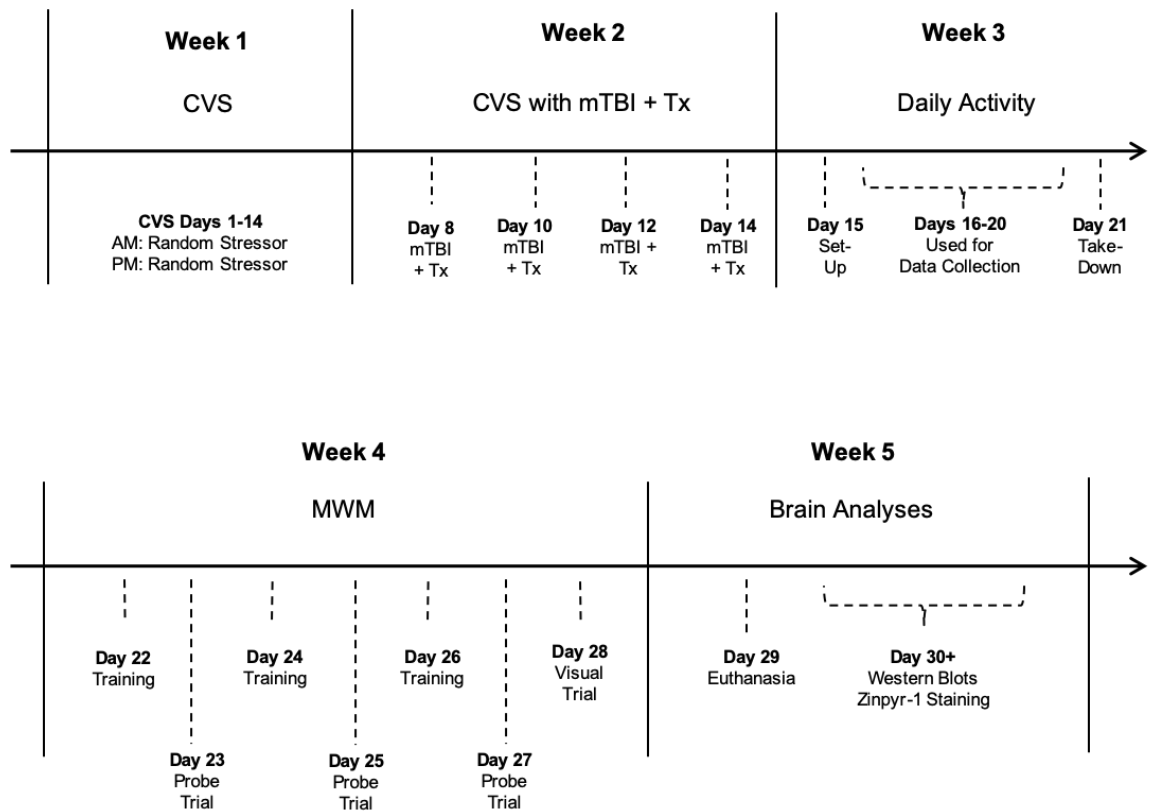 Week 1
CVS
CVS Days 1-14
AM: Random Stressor
PM: Random Stressor
Week 2
CVS with mTBI + Tx
Day 8
mTBI
+ Tx
Day 10
mTBI
+ Tx
Day 12
mTBI +
Tx
Day 14
mTBI
+ Tx
Week 3
Daily Activity
Day 15
Set-
Up
Days 16-20
Used for
Data Collection
Day 21
Take-
Down
Week 4
MWM
Day 22
Training
Day 23
Probe
Trial
Day 24
Training
Day 25
Probe
Trial
Day 26
Training
Day 27
Probe
Trial
Day 28
Visual
Trial
Week 5
Brain Analyses
Day 29
Euthanasia
Day 30+
Western Blots
Zinpyr-1 Staining